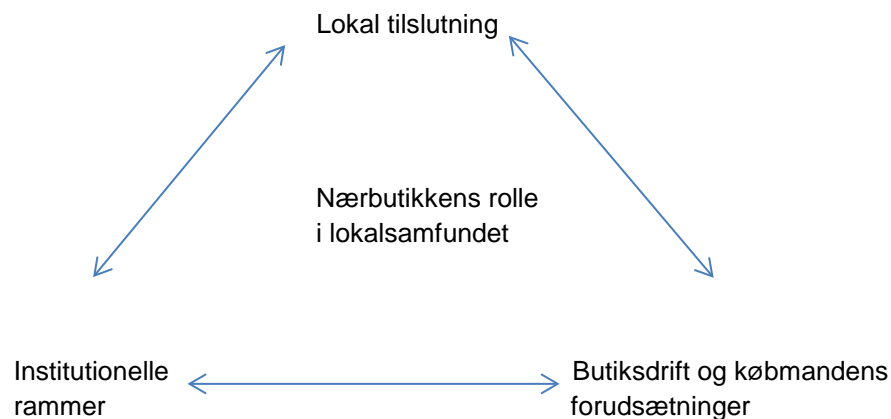 Lokal tilslutning
Nærbutikkens rolle
i lokalsamfundet
Institutionelle
rammer
Butiksdrift og købmandens
forudsætninger